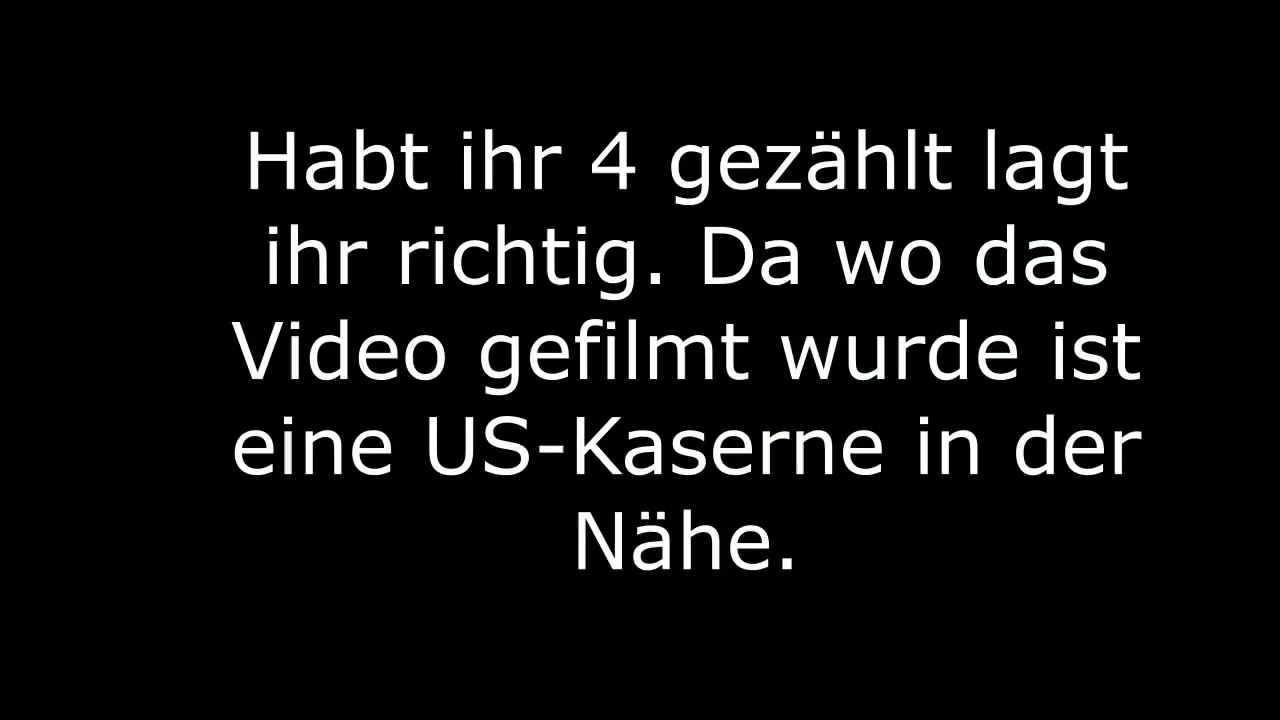 Habt ihr 4 gezählt lagt
ihr richtig. Da wo das
Video gefilmt wurde ist
eine US-Kaserne in der
Nähe.